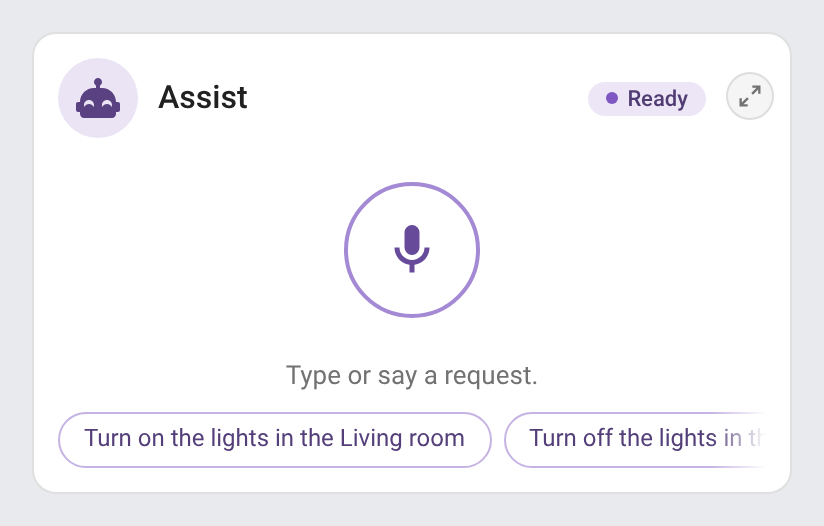 Assist
Ready
Type or say a request.
Turn on the lights in the Living room
Turn off the lights in